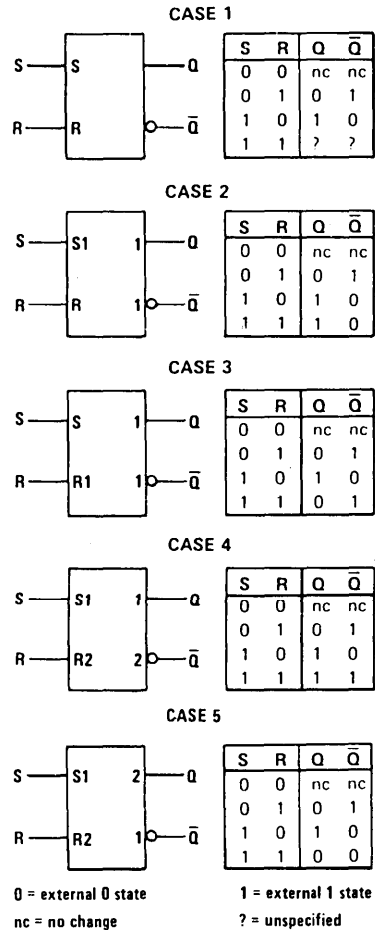 CASE 1
S R Q Q̅
S S Q 0 0 nc nc
0 1 0 1
1 0 1 0
R R Q̅ 1 1 ? ?
CASE 2
S R Q Q̅
S S1 1 Q 0 0 nc nc
0 1 0 1
1 0 1 0
R R 1 Q̅ 1 1 1 0
CASE 3
S R Q Q̅
S S 1 Q 0 0 nc nc
0 1 0 1
1 0 1 0
R R1 1 Q̅ 1 1 0 1
CASE 4
S R Q Q̅
S S1 1 Q 0 0 nc nc
0 1 0 1
1 0 1 0
R R2 2 Q̅ 1 1 1 1
CASE 5
S R Q Q̅
S S1 2 Q 0 0 nc nc
0 1 0 1
1 0 1 0
R R2 1 Q̅ 1 1 0 0
0 = external 0 state 1 = external 1 state
nc = no change ? = unspecified